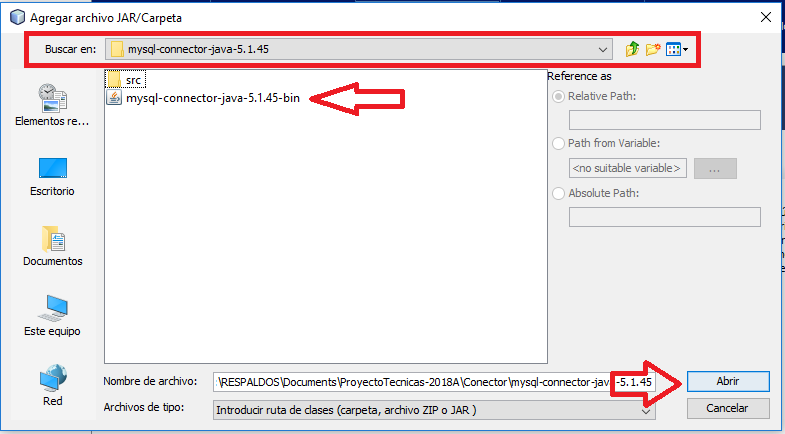 Agregar archivo JAR/Carpeta
Buscar en: mysql-connector-java-5.1.45
Elementos re...
Escritorio
Documentos
Este equipo
Red
src
mysql-connector-java-5.1.45-bin
Reference as
Relative Path:
Path from Variable:
<no suitable variable> ...
Absolute Path:
Nombre de archivo: :\RESPALDOS\Documents\ProyectoTecnicas-2018A\Conector\mysql-connector-java-5.1.45 Abrir
Archivos de tipo: Introducir ruta de clases (carpeta, archivo ZIP o JAR ) Cancelar